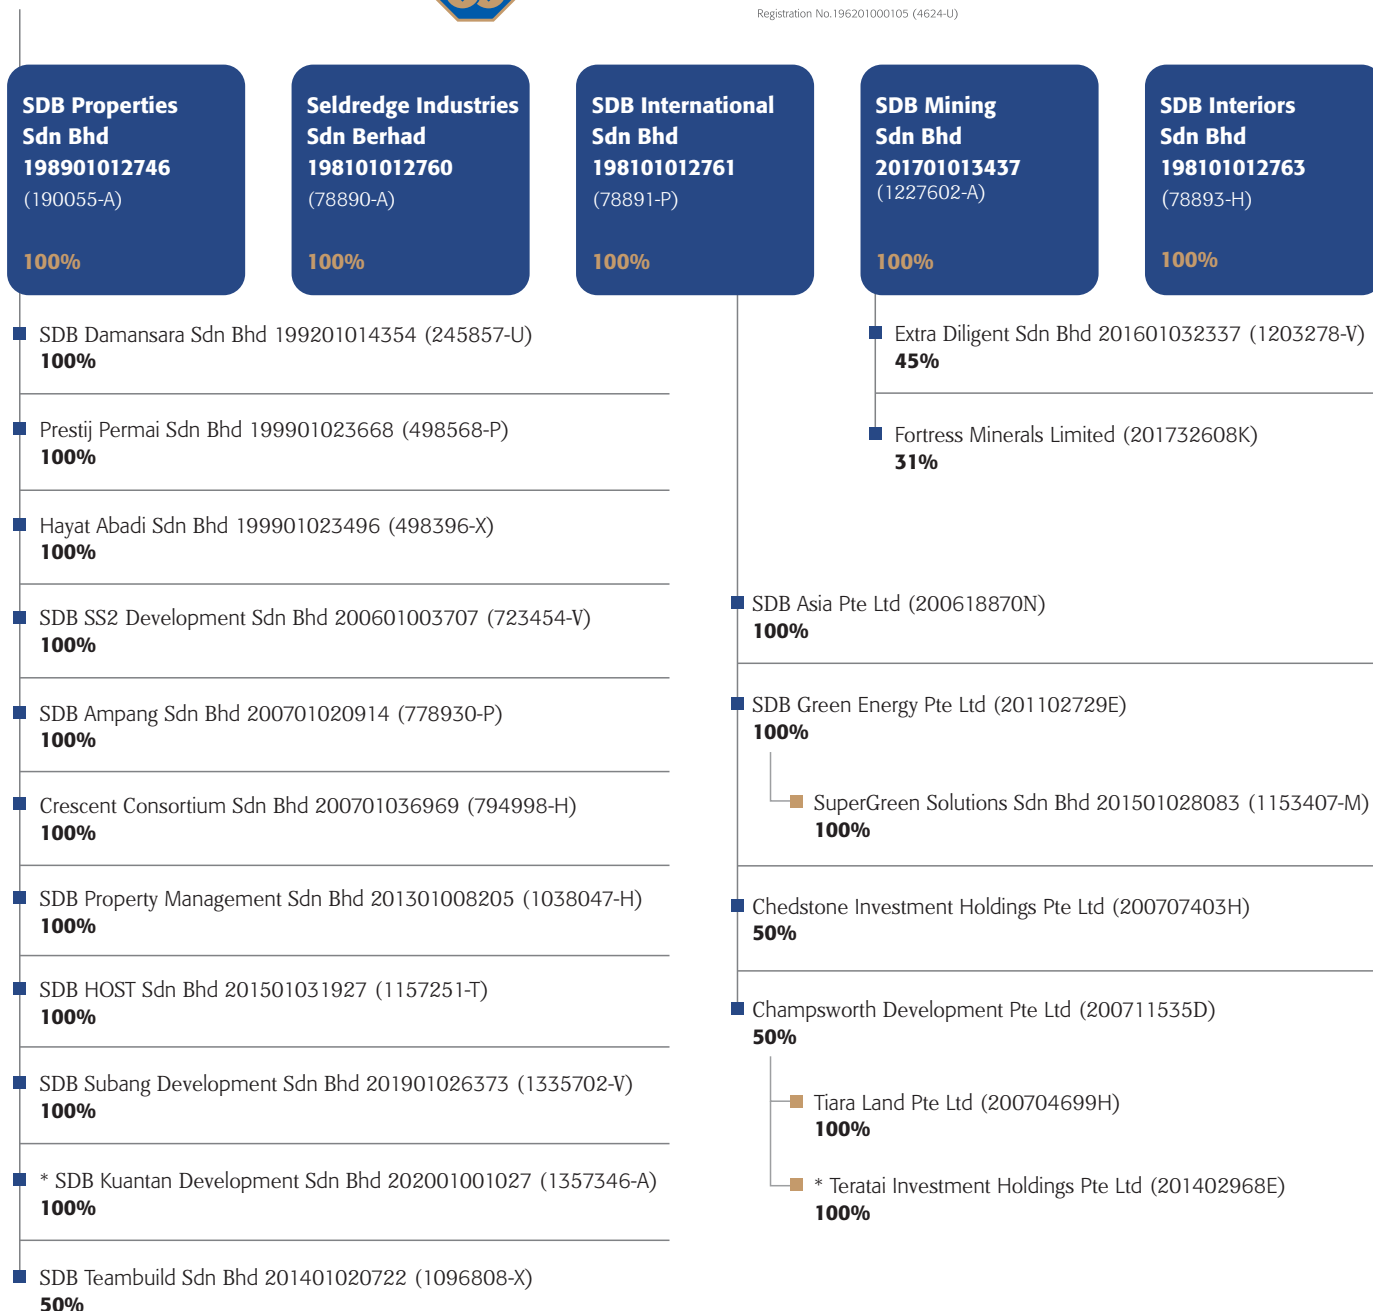 Registration No.196201000105 (4624-U)
SDB Properties
Sdn Bhd
198901012746
(190055-A)
100%
Seldredge Industries
Sdn Berhad
198101012760
(78890-A)
100%
SDB International
Sdn Bhd
198101012761
(78891-P)
100%
SDB Mining
Sdn Bhd
201701013437
(1227602-A)
100%
SDB Interiors
Sdn Bhd
198101012763
(78893-H)
100%
SDB Damansara Sdn Bhd 199201014354 (245857-U)
100%
Prestij Permai Sdn Bhd 199901023668 (498568-P)
100%
Hayat Abadi Sdn Bhd 199901023496 (498396-X)
100%
SDB SS2 Development Sdn Bhd 200601003707 (723454-V)
100%
SDB Ampang Sdn Bhd 200701020914 (778930-P)
100%
Crescent Consortium Sdn Bhd 200701036969 (794998-H)
100%
SDB Property Management Sdn Bhd 201301008205 (1038047-H)
100%
SDB HOST Sdn Bhd 201501031927 (1157251-T)
100%
SDB Subang Development Sdn Bhd 201901026373 (1335702-V)
100%
* SDB Kuantan Development Sdn Bhd 202001001027 (1357346-A)
100%
SDB Teambuild Sdn Bhd 201401020722 (1096808-X)
50%
Extra Diligent Sdn Bhd 201601032337 (1203278-V)
45%
Fortress Minerals Limited (201732608K)
31%
SDB Asia Pte Ltd (200618870N)
100%
SDB Green Energy Pte Ltd (201102729E)
100%
SuperGreen Solutions Sdn Bhd 201501028083 (1153407-M)
100%
Chedstone Investment Holdings Pte Ltd (200707403H)
50%
Champsworth Development Pte Ltd (200711535D)
50%
Tiara Land Pte Ltd (200704699H)
100%
* Teratai Investment Holdings Pte Ltd (201402968E)
100%